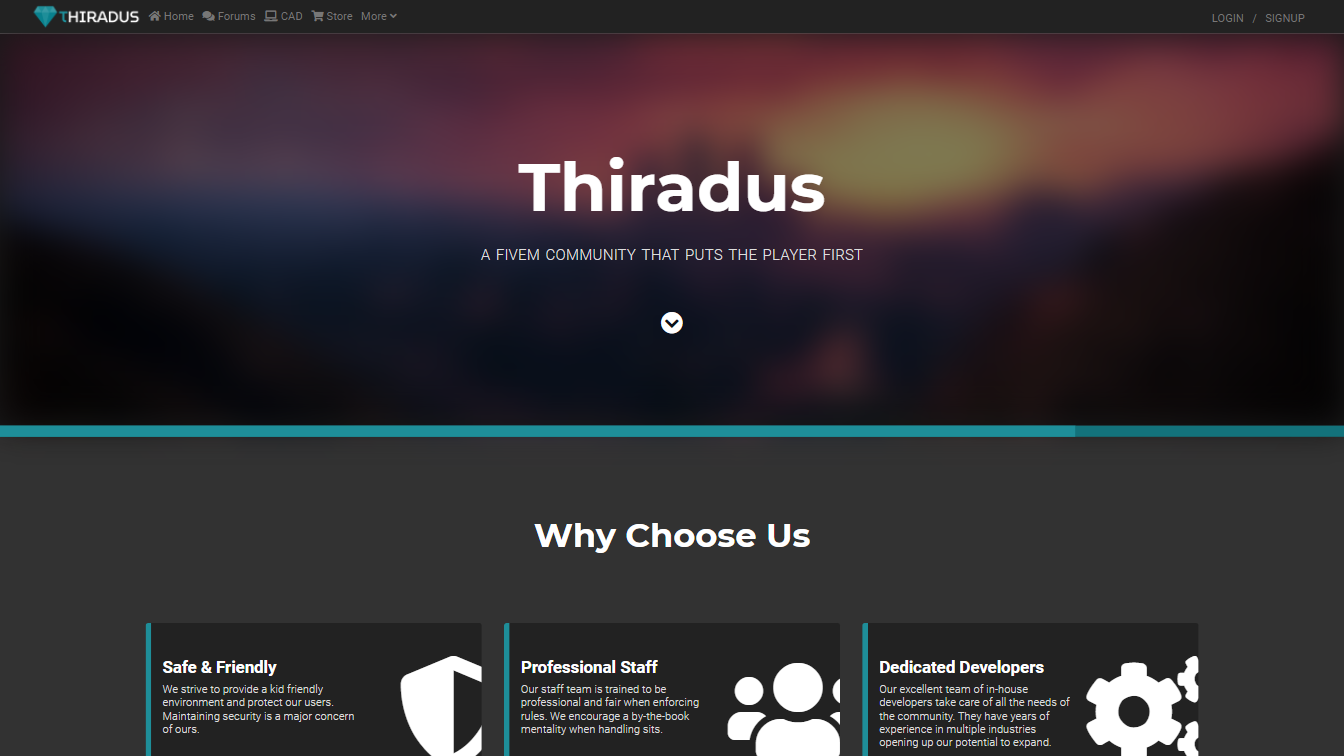 THIRADUS Home Forums CAD Store More LOGIN / SIGNUP
Thiradus
A FIVEM COMMUNITY THAT PUTS THE PLAYER FIRST
Why Choose Us
Safe & Friendly
We strive to provide a kid friendly
environment and protect our users.
Maintaining security is a major concern
of ours.
Professional Staff
Our staff team is trained to be
professional and fair when enforcing
rules. We encourage a by-the-book
mentality when handling sits.
Dedicated Developers
Our excellent team of in-house
developers take care of all the needs of
the community. They have years of
experience in multiple industries
opening up our potential to expand.